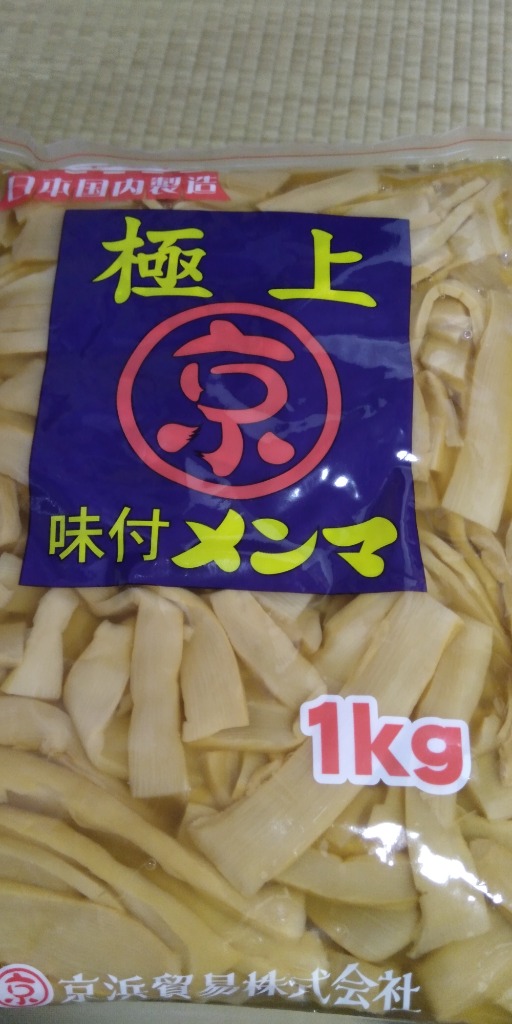 日本国内製造
極上
京
味付メンマ
1kg
京 京浜貿易株式会社